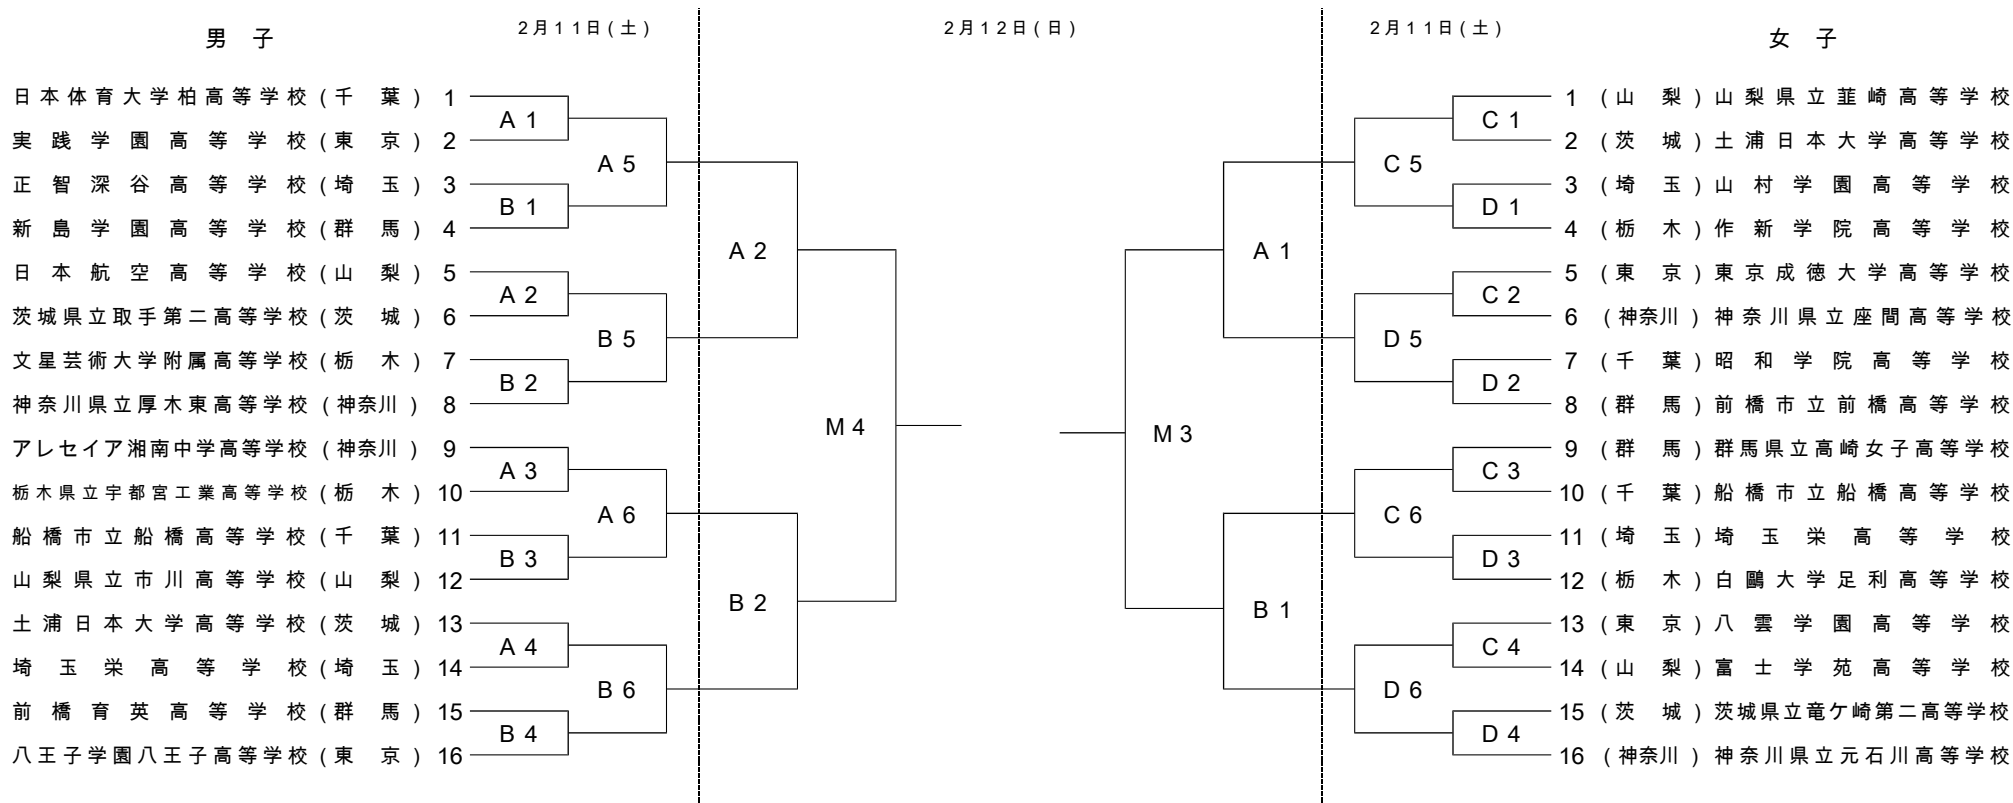 男子
2月11日(土)
2月12日(日)
2月11日(土)
女子
日本体育大学柏高等学校(千葉) 1
実践学園高等学校(東京) 2
正智深谷高等学校(埼玉) 3
新島学園高等学校(群馬) 4
日本航空高等学校(山梨) 5
茨城県立取手第二高等学校(茨城) 6
文星芸術大学附属高等学校(栃木) 7
神奈川県立厚木東高等学校(神奈川) 8
アレセイア湘南中学高等学校(神奈川) 9
栃木県立宇都宮工業高等学校(栃木) 10
船橋市立船橋高等学校(千葉) 11
山梨県立市川高等学校(山梨) 12
土浦日本大学高等学校(茨城) 13
埼玉栄高等学校(埼玉) 14
前橋育英高等学校(群馬) 15
八王子学園八王子高等学校(東京) 16
A1
B1
A2
B2
A3
B3
A4
B4
A5
B5
A6
B6
A2
B2
M4
M3
A1
B1
C5
D5
C6
D6
C1
D1
C2
D2
C3
D3
C4
D4
1 (山梨)山梨県立韮崎高等学校
2 (茨城)土浦日本大学高等学校
3 (埼玉)山村学園高等学校
4 (栃木)作新学院高等学校
5 (東京)東京成徳大学高等学校
6 (神奈川)神奈川県立座間高等学校
7 (千葉)昭和学院高等学校
8 (群馬)前橋市立前橋高等学校
9 (群馬)群馬県立高崎女子高等学校
10 (千葉)船橋市立船橋高等学校
11 (埼玉)埼玉栄高等学校
12 (栃木)白鷗大学足利高等学校
13 (東京)八雲学園高等学校
14 (山梨)富士学苑高等学校
15 (茨城)茨城県立竜ケ崎第二高等学校
16 (神奈川)神奈川県立元石川高等学校